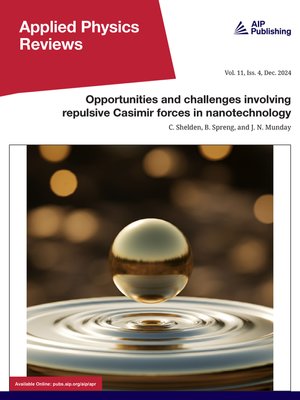 Applied Physics
Reviews
AIP
Publishing
Vol. 11, Iss. 4, Dec. 2024
Opportunities and challenges involving
repulsive Casimir forces in nanotechnology
C. Shelden, B. Spreng, and J. N. Munday
Available Online: pubs.aip.org/aip/apr